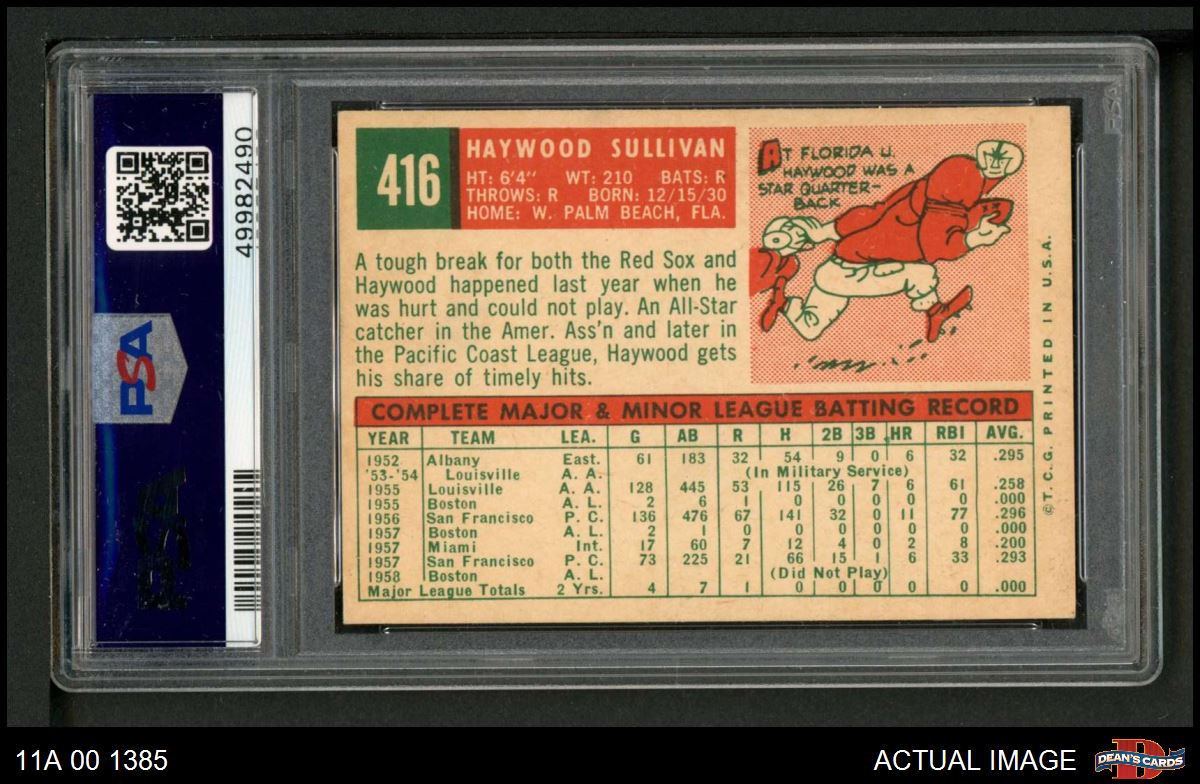 49982490
PSA
PSA
416
HAYWOOD SULLIVAN
HT: 6'4" WT: 210 BATS: R
THROWS: R BORN: 12/15/30
HOME: W. PALM BEACH, FLA.
AT FLORIDA U.
HAYWOOD WAS A
STAR QUARTER-
BACK
A tough break for both the Red Sox and
Haywood happened last year when he
was hurt and could not play. An All-Star
catcher in the Amer. Ass'n and later in
the Pacific Coast League, Haywood gets
his share of timely hits.
COMPLETE MAJOR & MINOR LEAGUE BATTING RECORD
YEAR TEAM LEA. G AB R H 2B 3B HR RBI AVG.
1952 Albany East. 61 183 32 54 9 0 6 32 .295
'53-'54 Louisville A. A. (In Military Service)
1955 Louisville A. A. 128 445 53 115 26 7 6 61 .258
1955 Boston A. L. 2 6 1 0 0 0 0 0 .000
1956 San Francisco P. C. 136 476 67 141 32 0 11 77 .296
1957 Boston A. L. 2 1 0 0 0 0 0 0 .000
1957 Miami Int. 17 60 7 12 4 0 2 8 .200
1957 San Francisco P. C. 73 225 21 66 15 1 6 33 .293
1958 Boston A. L. (Did Not Play)
Major League Totals 2 Yrs. 4 7 1 0 0 0 0 0 .000
©T. C. G. PRINTED IN U.S.A.
11A 00 1385
ACTUAL IMAGE
DEAN'S CARDS